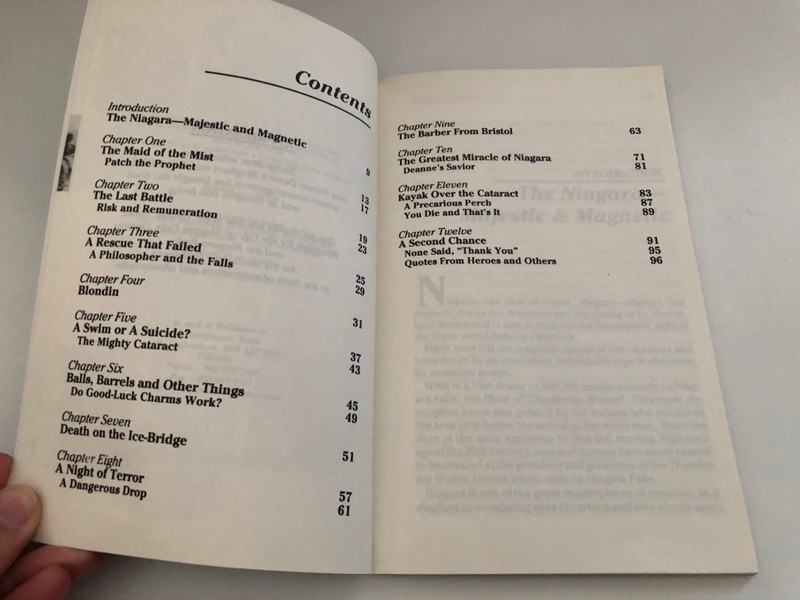 Contents
Introduction
The Niagara—Majestic and Magnetic 9
Chapter One
The Maid of the Mist 13
Patch the Prophet 17
Chapter Two
The Last Battle 19
Risk and Remuneration 23
Chapter Three
A Rescue That Failed 25
A Philosopher and the Falls 29
Chapter Four
Blondin 31
Chapter Five
A Swim or A Suicide? 37
The Mighty Cataract 43
Chapter Six
Balls, Barrels and Other Things 45
Do Good-Luck Charms Work? 49
Chapter Seven
Death on the Ice-Bridge 51
Chapter Eight
A Night of Terror 57
A Dangerous Drop 61
Chapter Nine
The Barber From Bristol 63
Chapter Ten
The Greatest Miracle of Niagara 71
Deanne's Savior 81
Chapter Eleven
Kayak Over the Cataract 83
A Precarious Perch 87
You Die and That's It 89
Chapter Twelve
A Second Chance 91
None Said, "Thank You" 95
Quotes From Heroes and Others 96